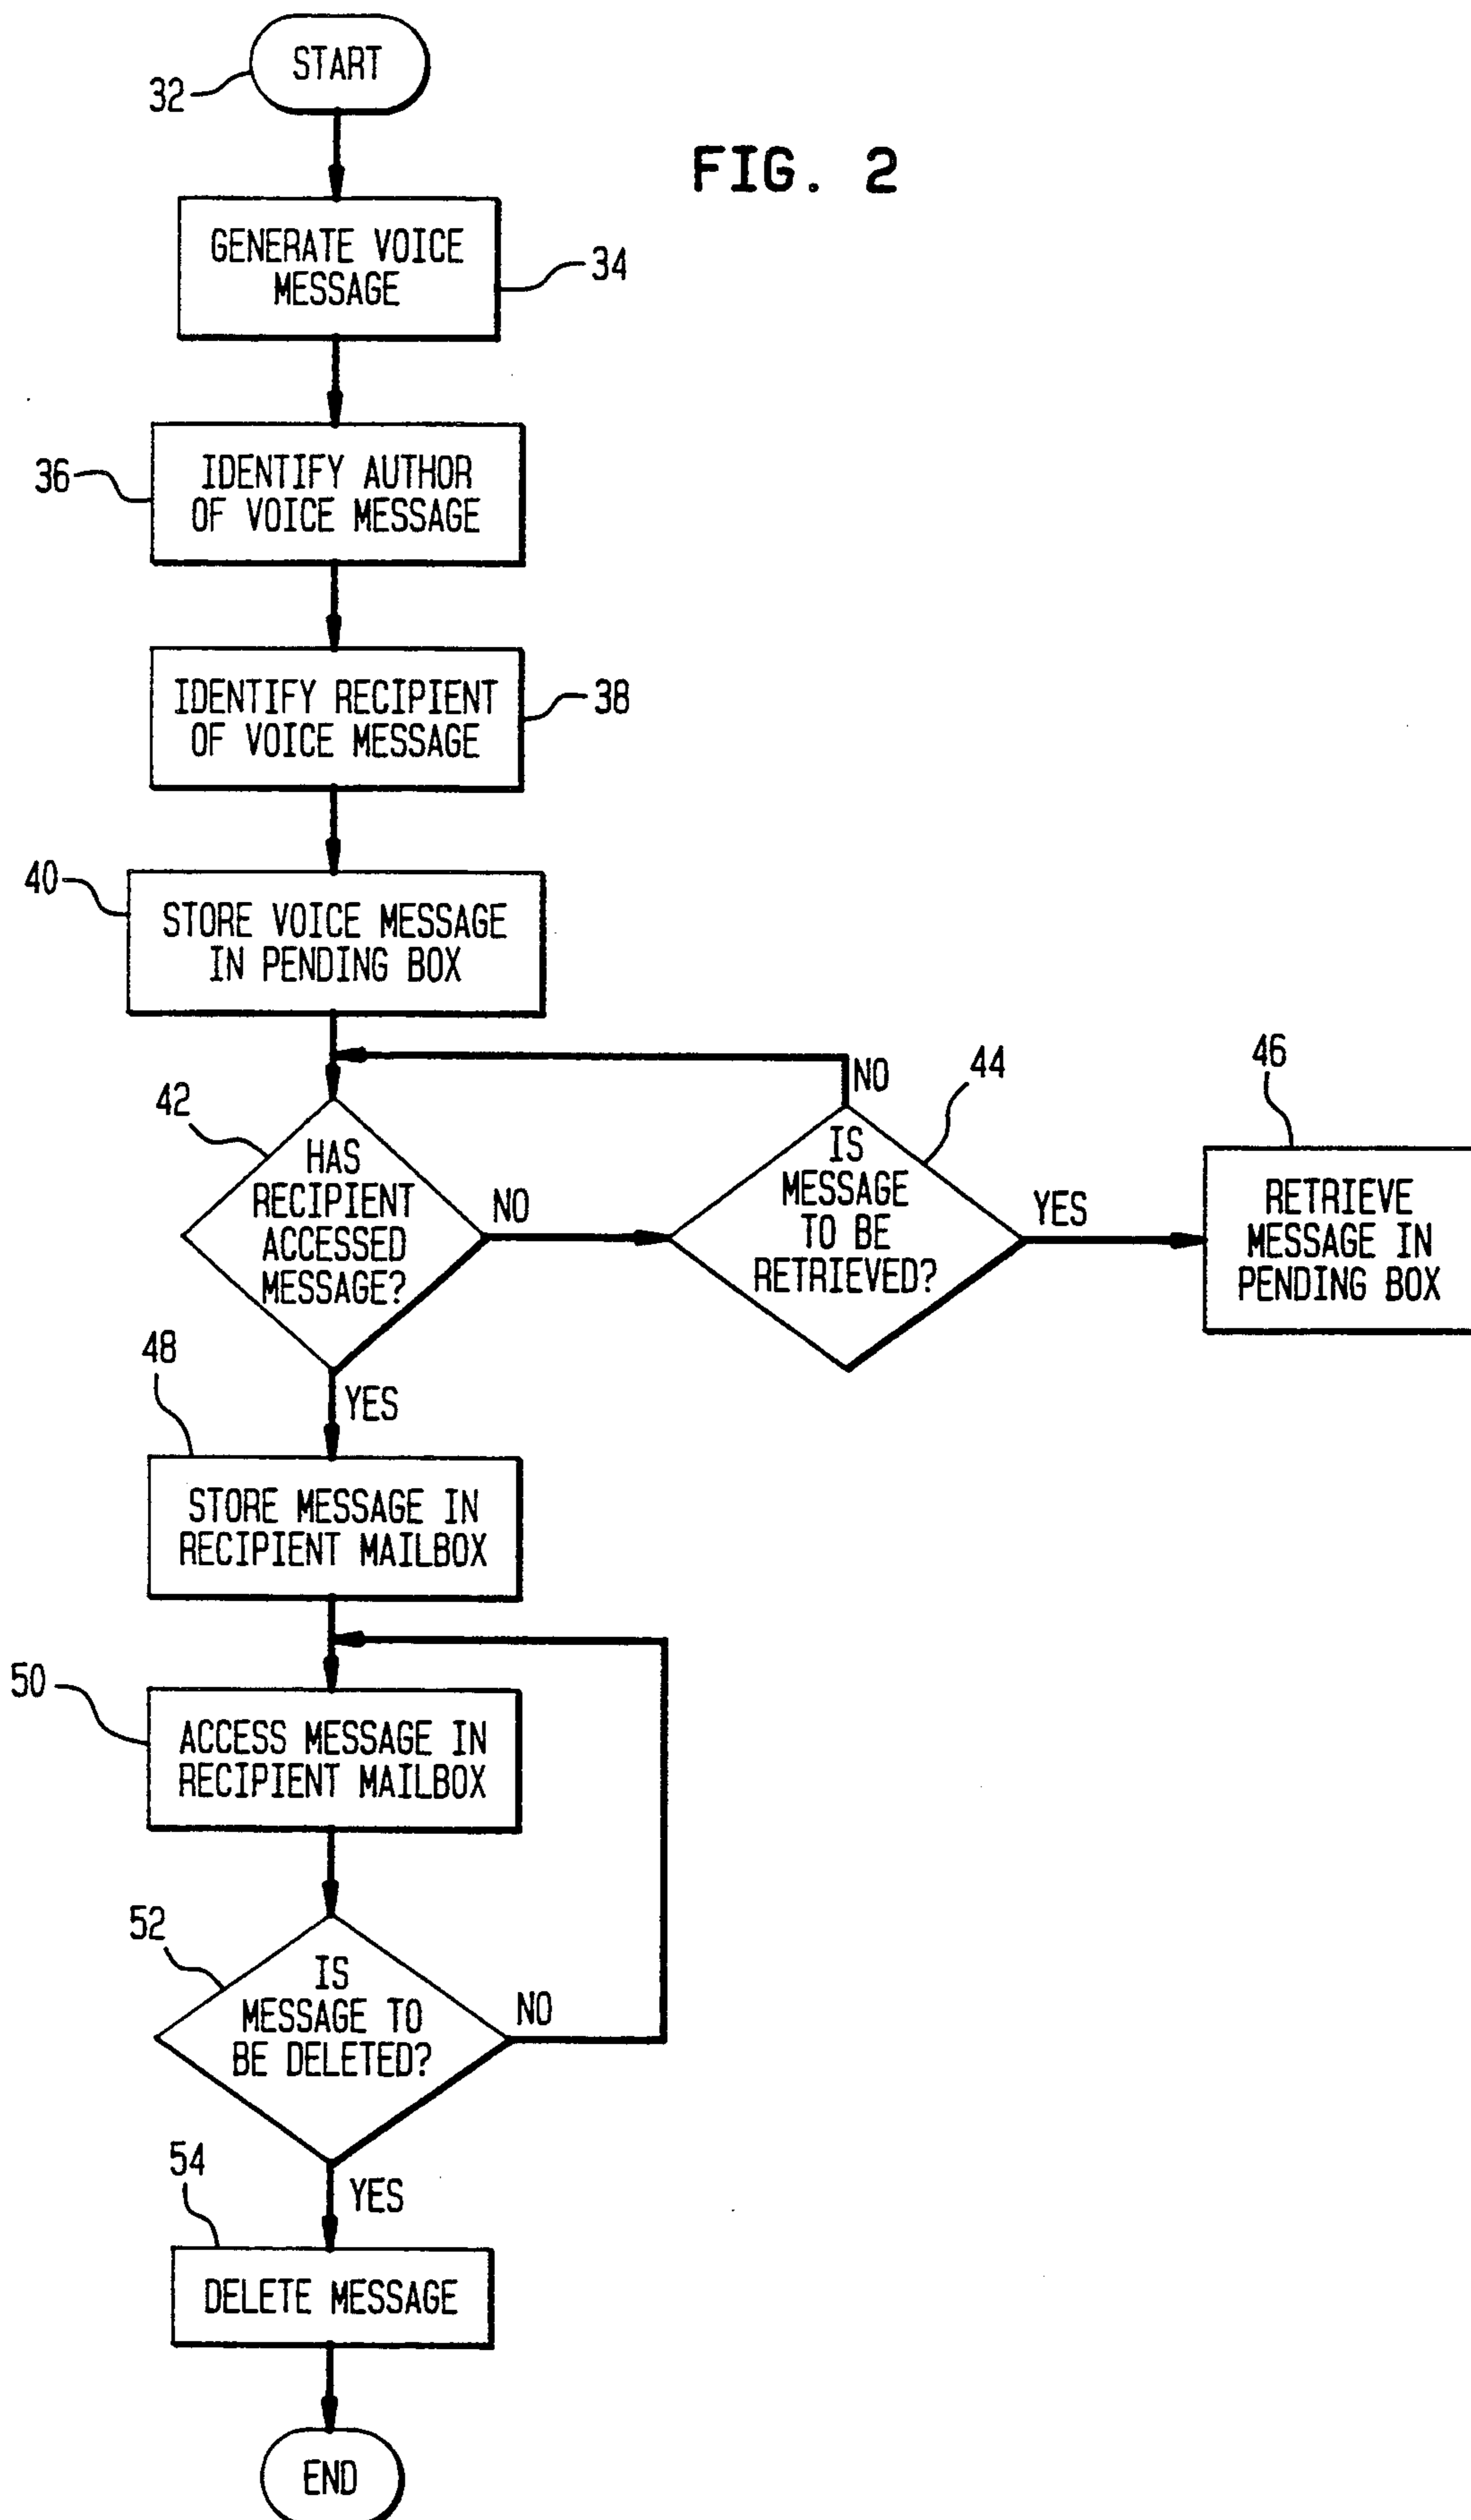 START
32
FIG. 2
GENERATE VOICE
MESSAGE
34
36
IDENTIFY AUTHOR
OF VOICE MESSAGE
IDENTIFY RECIPIENT
OF VOICE MESSAGE
38
40
STORE VOICE MESSAGE
IN PENDING BOX
42
HAS
RECIPIENT
ACCESSED
MESSAGE?
NO
NO
44
IS
MESSAGE
TO BE
RETRIEVED?
YES
46
RETRIEVE
MESSAGE IN
PENDING BOX
YES
48
STORE MESSAGE IN
RECIPIENT MAILBOX
50
ACCESS MESSAGE IN
RECIPIENT MAILBOX
52
IS
MESSAGE TO
BE DELETED?
NO
YES
54
DELETE MESSAGE
END